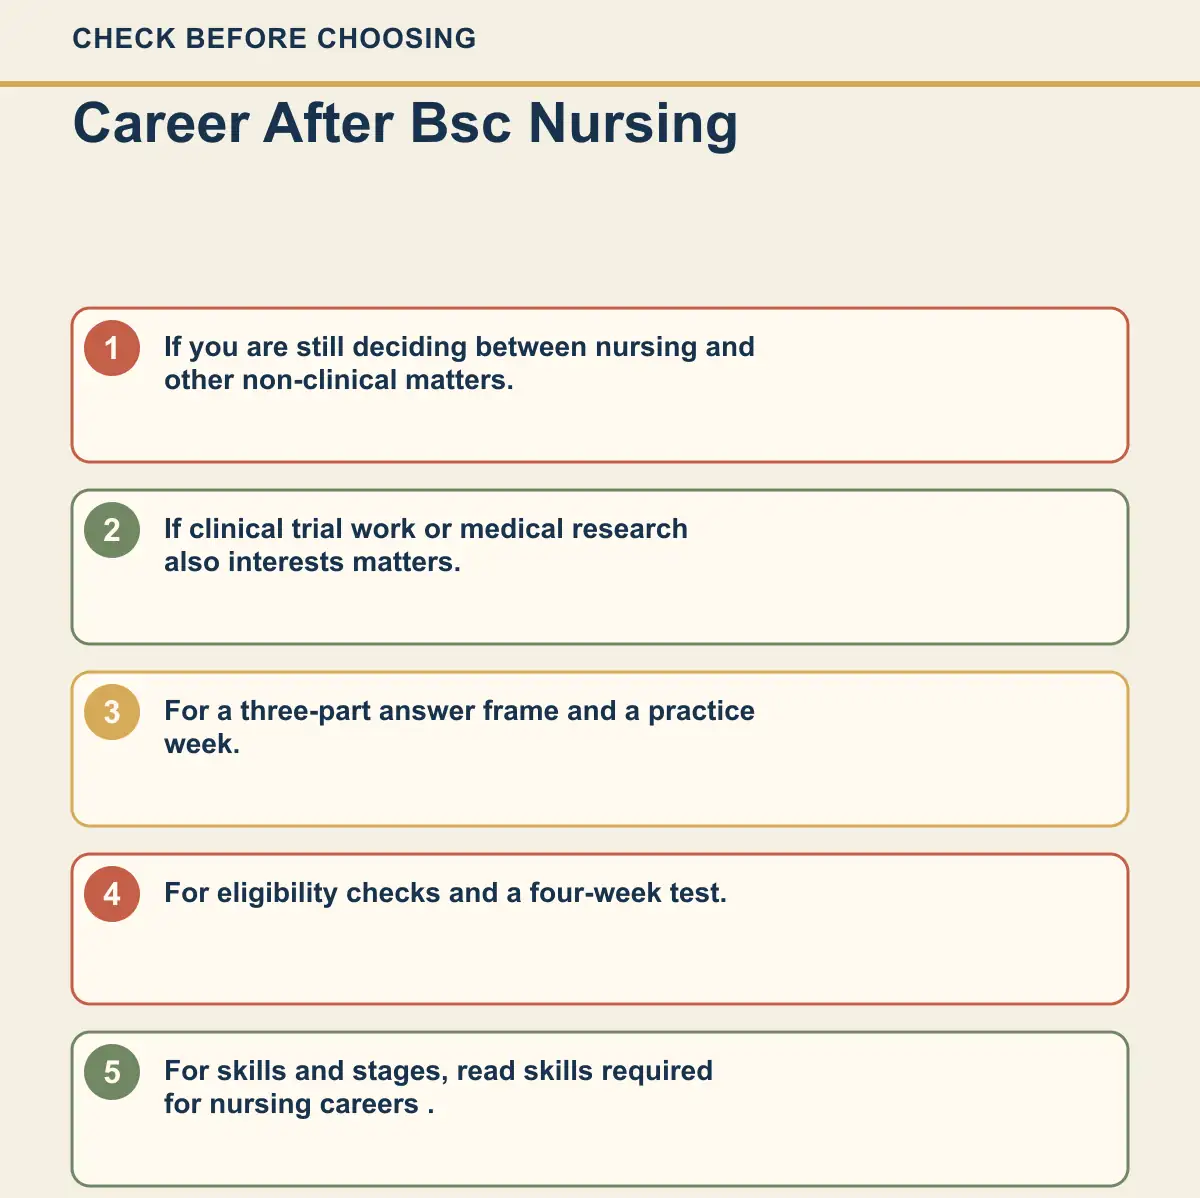 CHECK BEFORE CHOOSING
Career After Bsc Nursing
1
If you are still deciding between nursing and
other non-clinical matters.
2
If clinical trial work or medical research
also interests matters.
3
For a three-part answer frame and a practice
week.
4
For eligibility checks and a four-week test.
5
For skills and stages, read skills required
for nursing careers .